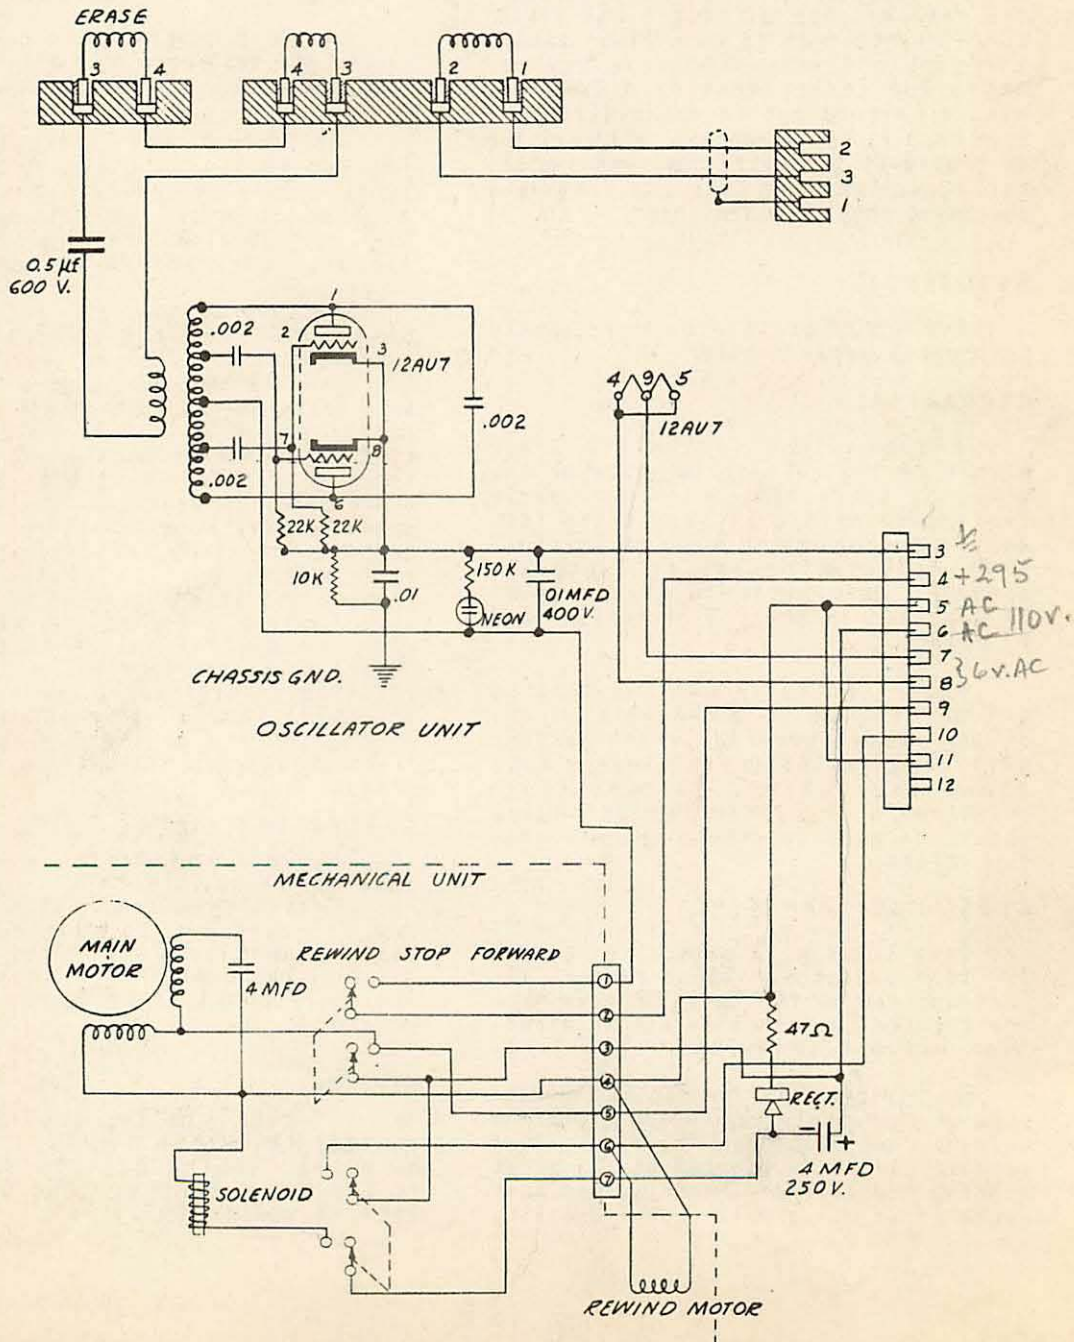 ERASE
3 4
4 3 2 1
2
3
1
0.5 µf
600 V.
1
.002
2
3
12AU7
.002
7
8
.002
6
22K 22K
10K
.01
150K
NEON
.01MFD
400 V.
4 9 5
12AU7
3
4 +295
5 AC
6 AC 110V.
7
8 } 6V. AC
9
10
11
12
CHASSIS GND.
OSCILLATOR UNIT
MECHANICAL UNIT
MAIN
MOTOR
4 MFD
REWIND STOP FORWARD
1
2
3
4
5
6
7
47Ω
RECT.
- +
4 MFD
250V.
SOLENOID
REWIND MOTOR